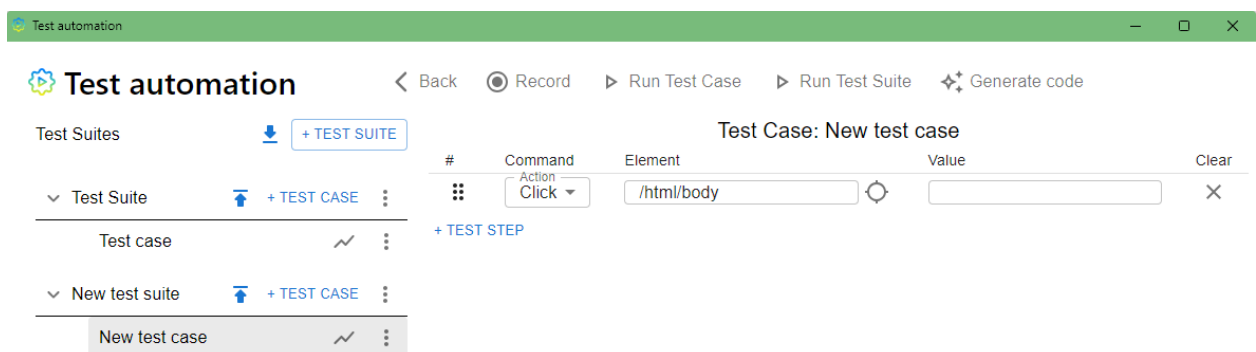 Test automation
Test automation
Back
Record
Run Test Case
Run Test Suite
Generate code
Test Suites
+ TEST SUITE
Test Suite
+ TEST CASE
Test case
New test suite
+ TEST CASE
New test case
Test Case: New test case
# Command Element Value Clear
Action
Click /html/body
+ TEST STEP